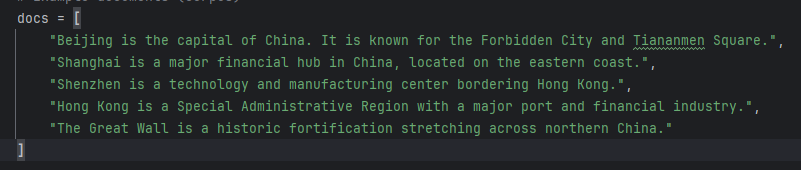 docs = [
"Beijing is the capital of China. It is known for the Forbidden City and Tiananmen Square.",
"Shanghai is a major financial hub in China, located on the eastern coast.",
"Shenzhen is a technology and manufacturing center bordering Hong Kong.",
"Hong Kong is a Special Administrative Region with a major port and financial industry.",
"The Great Wall is a historic fortification stretching across northern China."
]